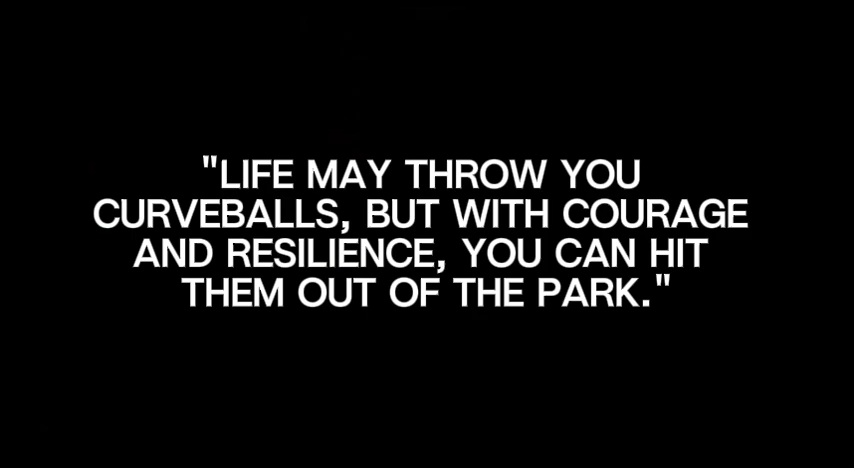 "LIFE MAY THROW YOU
CURVEBALLS, BUT WITH COURAGE
AND RESILIENCE, YOU CAN HIT
THEM OUT OF THE PARK."